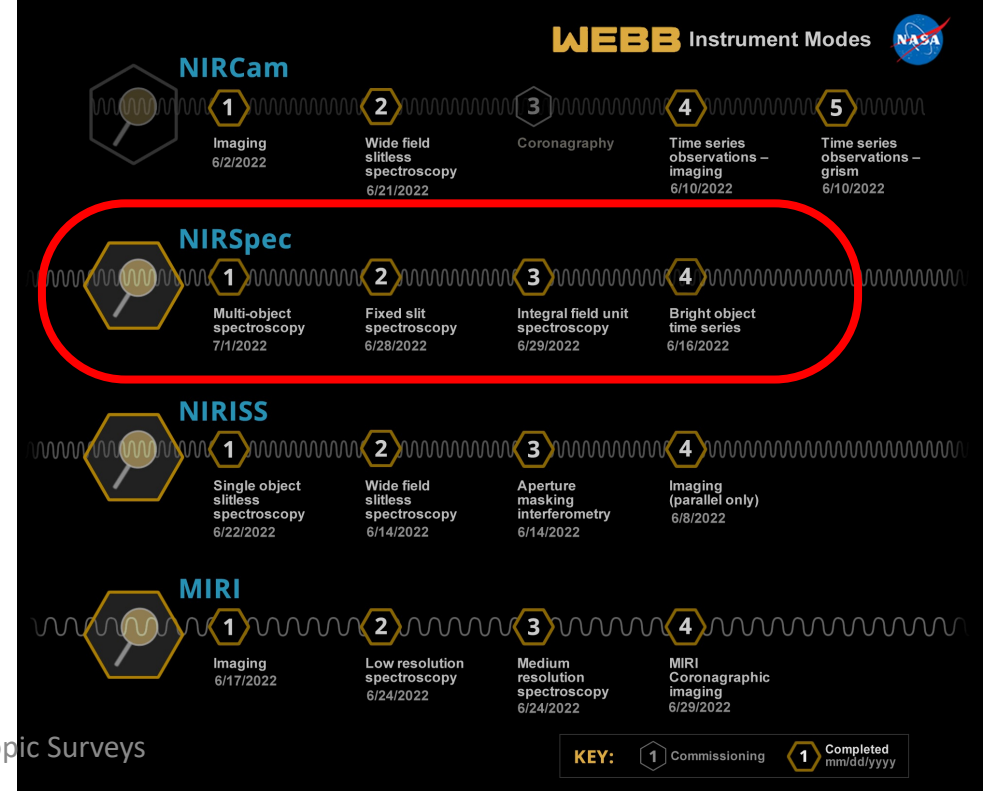 WEBB Instrument Modes NASA
NIRCam
1 2 3 4 5
Imaging
6/2/2022
Wide field
slitless
spectroscopy
6/21/2022
Coronagraphy
Time series
observations –
imaging
6/10/2022
Time series
observations –
grism
6/10/2022
NIRSpec
1 2 3 4
Multi-object
spectroscopy
7/1/2022
Fixed slit
spectroscopy
6/28/2022
Integral field unit
spectroscopy
6/29/2022
Bright object
time series
6/16/2022
NIRISS
1 2 3 4
Single object
slitless
spectroscopy
6/22/2022
Wide field
slitless
spectroscopy
6/14/2022
Aperture
masking
interferometry
6/14/2022
Imaging
(parallel only)
6/8/2022
MIRI
1 2 3 4
Imaging
6/17/2022
Low resolution
spectroscopy
6/24/2022
Medium
resolution
spectroscopy
6/24/2022
MIRI
Coronagraphic
imaging
6/29/2022
pic Surveys
KEY: 1 Commissioning 1 Completed
mm/dd/yyyy